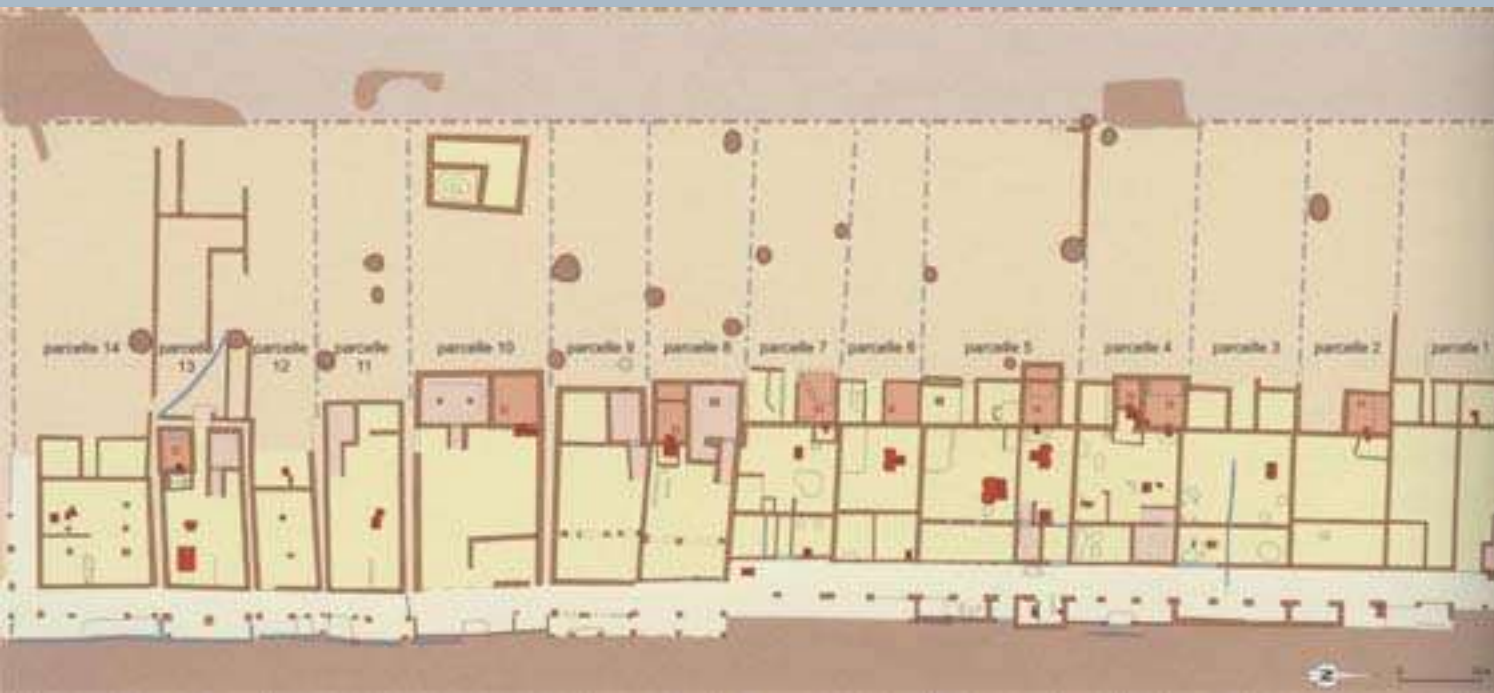 parcelle 14
parcelle
13
parcelle
12
parcelle
11
parcelle 10
parcelle 9
parcelle 8
parcelle 7
parcelle 6
parcelle 5
parcelle 4
parcelle 3
parcelle 2
parcelle 1
N
0